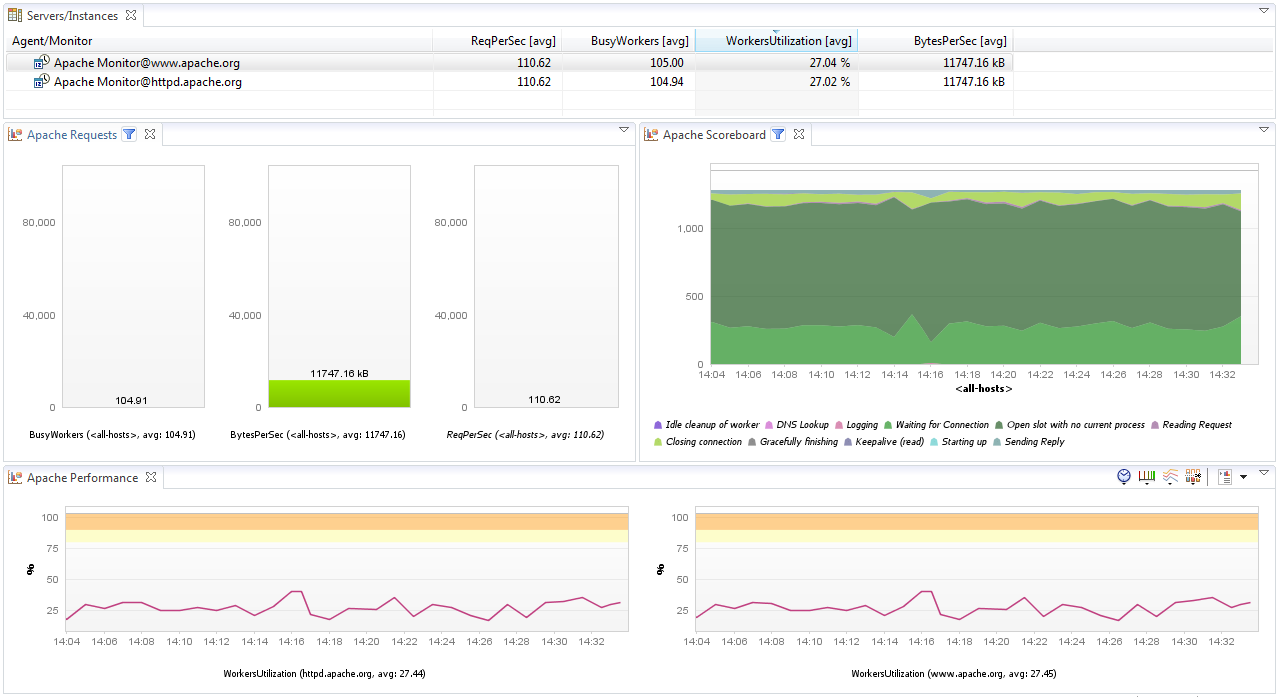 Servers/Instances
Agent/Monitor ReqPerSec [avg] BusyWorkers [avg] WorkersUtilization [avg] BytesPerSec [avg]
Apache Monitor@www.apache.org 110.62 105.00 27.04 % 11747.16 kB
Apache Monitor@httpd.apache.org 110.62 104.94 27.02 % 11747.16 kB
Apache Requests
80,000 80,000 80,000
40,000 40,000 40,000
11747.16 kB
104.91 110.62
0 0 0
BusyWorkers (<all-hosts>, avg: 104.91) BytesPerSec (<all-hosts>, avg: 11747.16) ReqPerSec (<all-hosts>, avg: 110.62)
Apache Scoreboard
1,000
500
0
14:04 14:06 14:08 14:10 14:12 14:14 14:16 14:18 14:20 14:22 14:24 14:26 14:28 14:30 14:32
<all-hosts>
Idle cleanup of worker DNS Lookup Logging Waiting for Connection Open slot with no current process Reading Request
Closing connection Gracefully finishing Keepalive (read) Starting up Sending Reply
Apache Performance
100
75
50
25
%
14:04 14:06 14:08 14:10 14:12 14:14 14:16 14:18 14:20 14:22 14:24 14:26 14:28 14:30 14:32
WorkersUtilization (httpd.apache.org, avg: 27.44)
100
75
50
25
%
14:04 14:06 14:08 14:10 14:12 14:14 14:16 14:18 14:20 14:22 14:24 14:26 14:28 14:30 14:32
WorkersUtilization (www.apache.org, avg: 27.45)